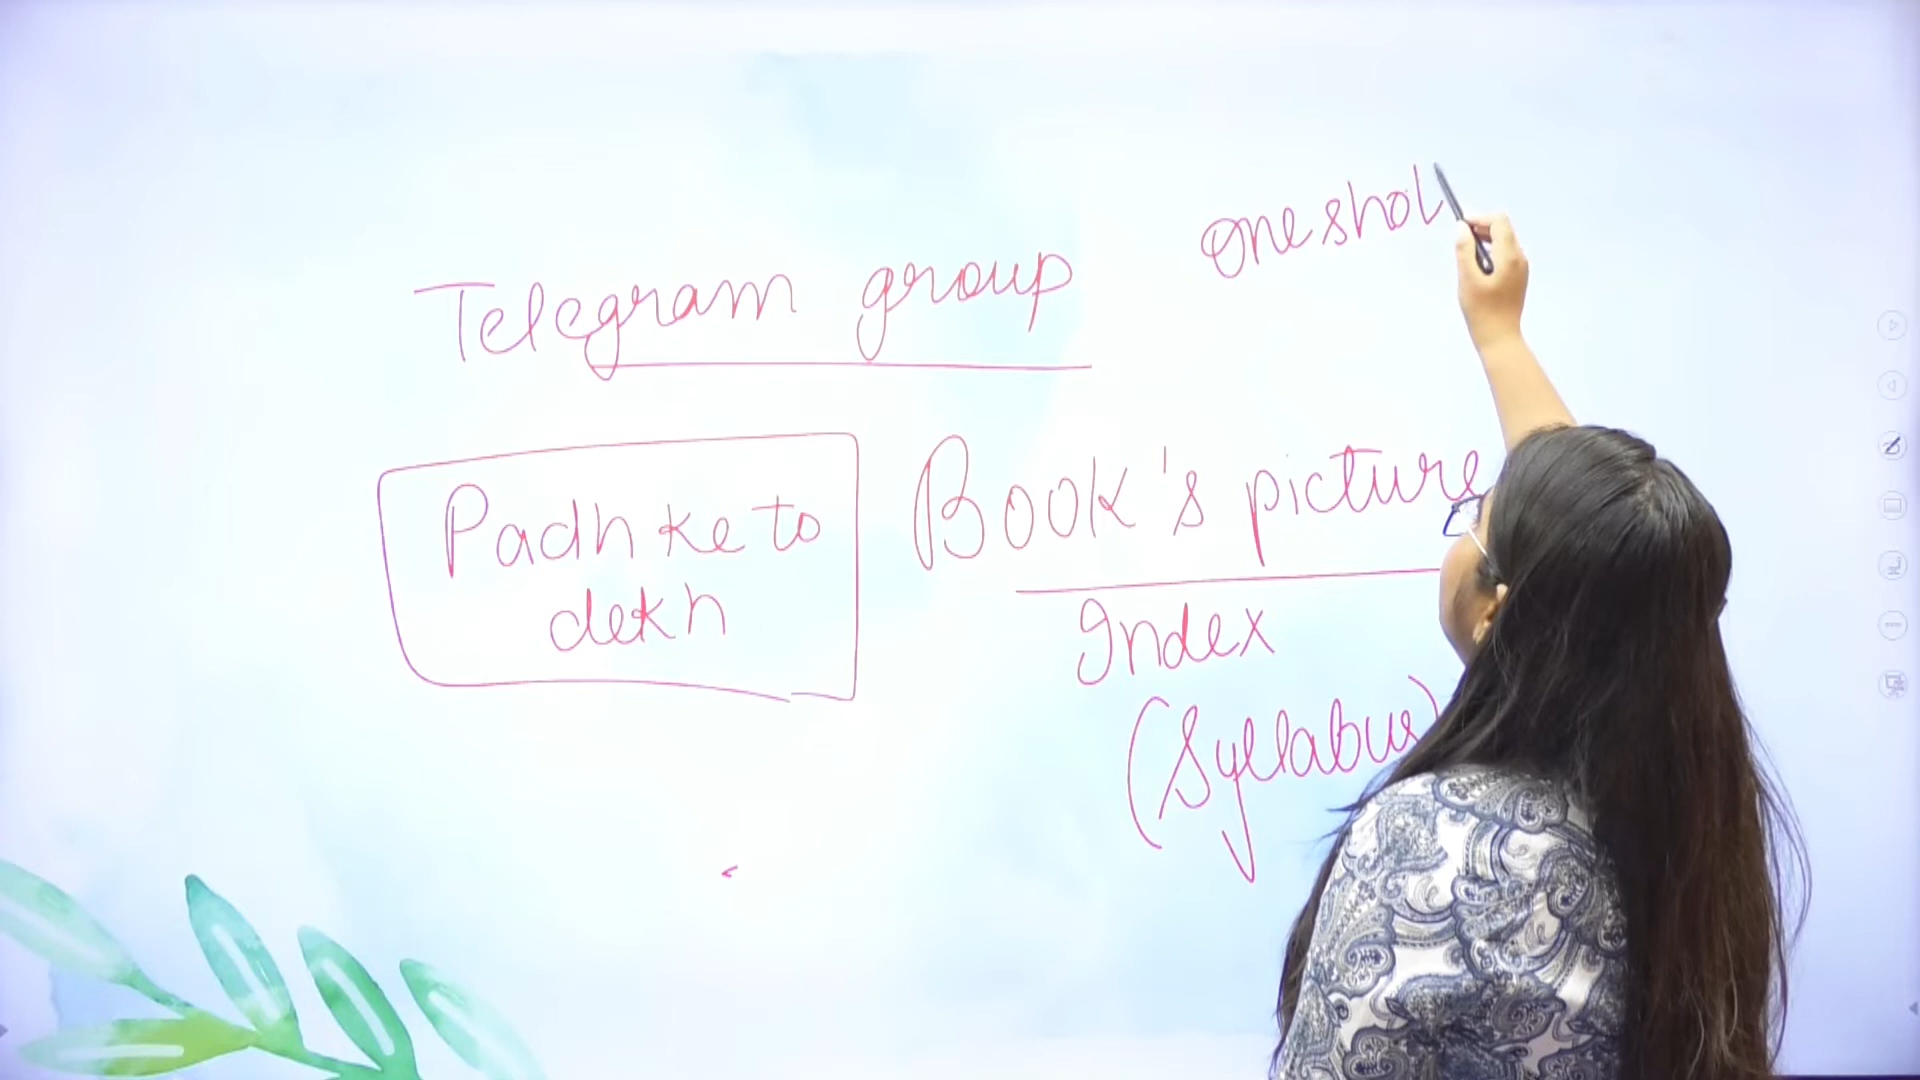 one shot
Telegram group
Padh ke to
dekh
Book's picture
Index
(Syllabus)